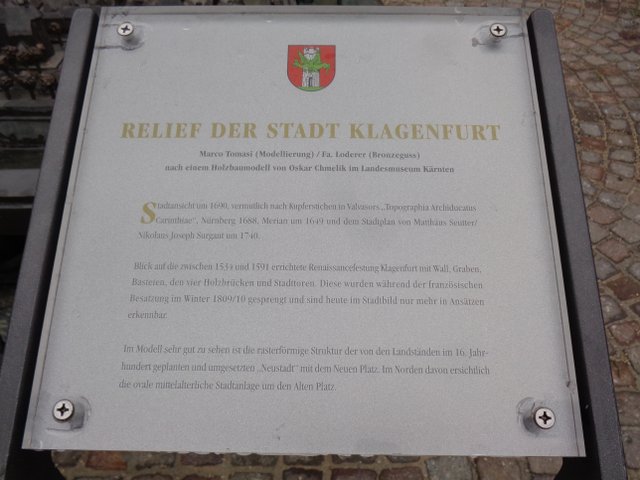 RELIEF DER STADT KLAGENFURT
Marco Tomasi (Modellierung) / Fa. Loderer (Bronzeguss)
nach einem Holzbaumodell von Oskar Chmelik im Landesmuseum Kärnten
Stadtansicht um 1690, vermutlich nach Kupferstichen in Valvasors „Topographia Archiducatus
Carinthiae“, Nürnberg 1688, Merian um 1649 und dem Stadtplan von Matthäus Seutter/
Nikolaus Joseph Surgant um 1740.
Blick auf die zwischen 1534 und 1591 errichtete Renaissancefestung Klagenfurt mit Wall, Graben,
Basteien, den vier Holzbrücken und Stadttoren. Diese wurden während der französischen
Besatzung im Winter 1809/10 gesprengt und sind heute im Stadtbild nur mehr in Ansätzen
erkennbar.
Im Modell sehr gut zu sehen ist die rasterförmige Struktur der von den Landständen im 16. Jahr-
hundert geplanten und umgesetzten „Neustadt“ mit dem Neuen Platz. Im Norden davon ersichtlich
die ovale mittelalterliche Stadtanlage um den Alten Platz.